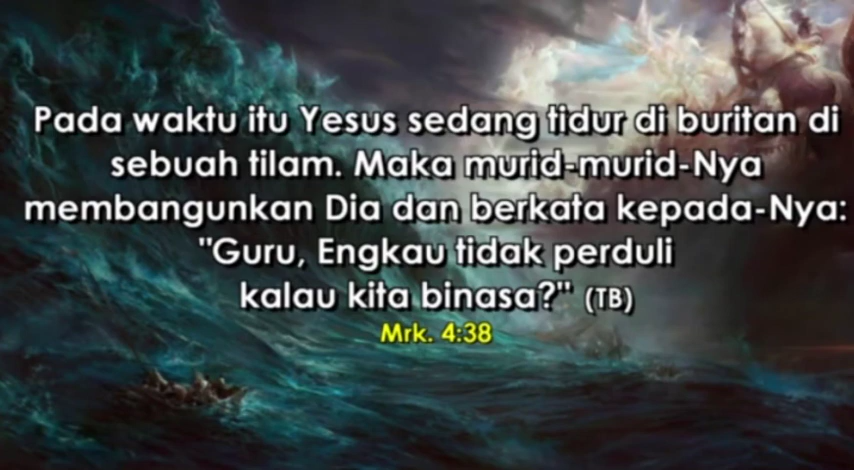 Pada waktu itu Yesus sedang tidur di buritan di
sebuah tilam. Maka murid-murid-Nya
membangunkan Dia dan berkata kepada-Nya:
"Guru, Engkau tidak perduli
kalau kita binasa?" (TB)
Mrk. 4:38